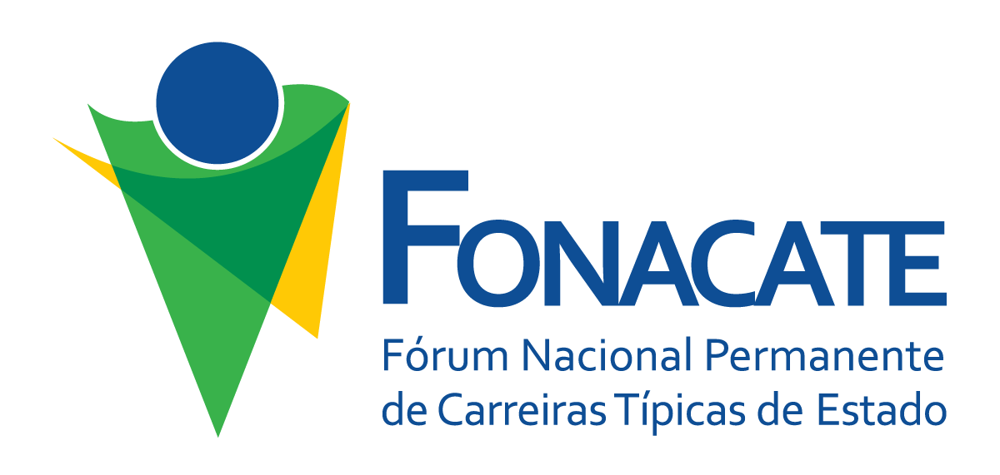 FONACATE
Fórum Nacional Permanente
de Carreiras Típicas de Estado